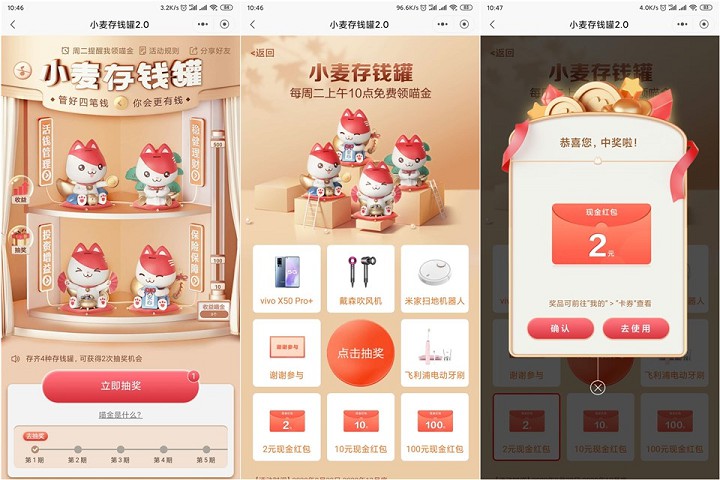 10:46
3.2K/s
小麦存钱罐2.0
周二提醒我领喵金
活动规则
分享好友
小麦存钱罐
管好四笔钱
你会更有钱
活钱管理
稳健理财
投资增益
保险保障
收益
抽奖
收益喵金
存齐4种存钱罐，可获得2次抽奖机会
立即抽奖
1
喵金是什么?
去抽奖
第1期
第2期
第3期
第4期
第5期
10:46
96.6K/s
小麦存钱罐2.0
<返回
小麦存钱罐
每周二上午10点免费领喵金
vivo X50 Pro+
戴森吹风机
米家扫地机器人
谢谢参与
谢谢参与
点击抽奖
飞利浦电动牙刷
2元
10元
100元
2元现金红包
10元现金红包
100元现金红包
10:47
4.0K/s
小麦存钱罐2.0
恭喜您，中奖啦!
现金红包
2元
奖品可前往"我的" > "卡券"查看
确认
去使用
谢谢参与
飞利浦电动牙刷
2元现金红包
10元现金红包
100元现金红包